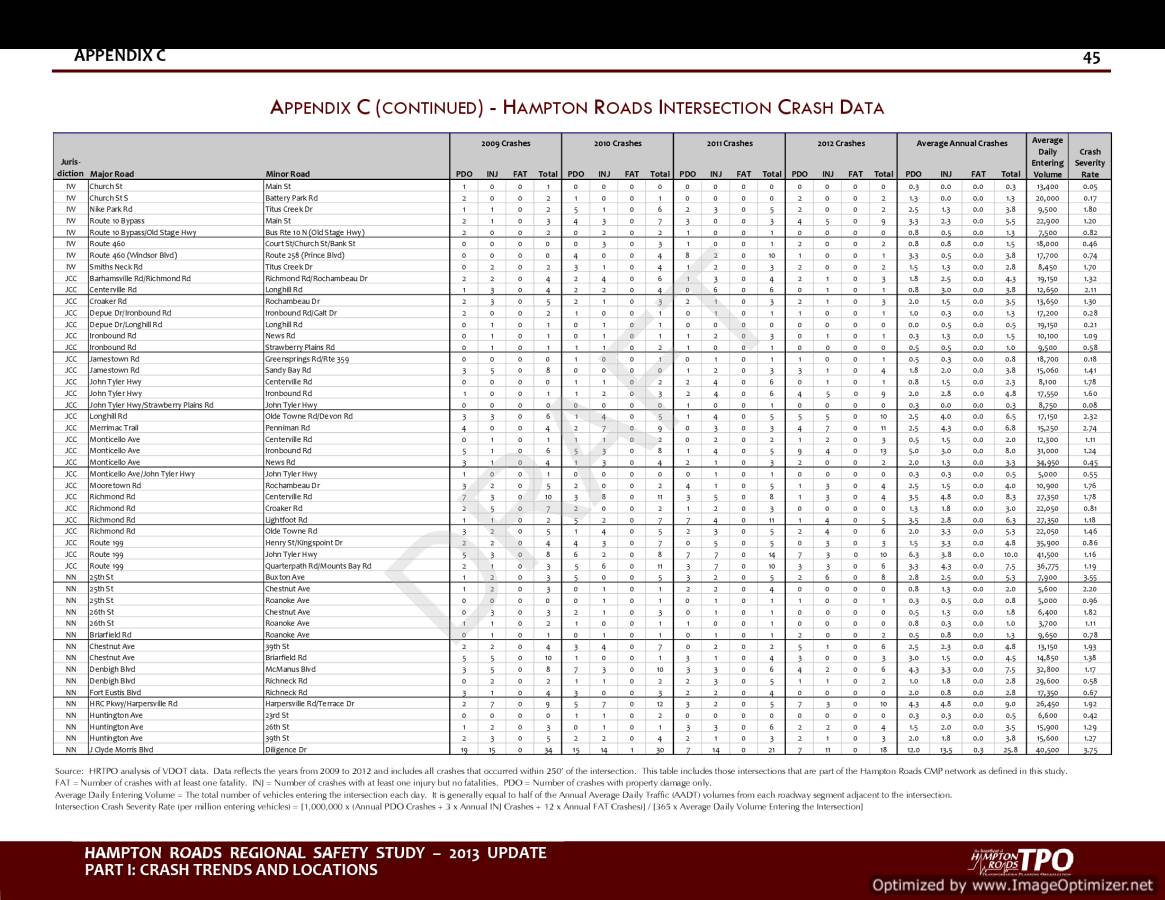 APPENDIX C 45
APPENDIX C (CONTINUED) - HAMPTON ROADS INTERSECTION CRASH DATA
2009 Crashes 2010 Crashes 2011 Crashes 2012 Crashes Average Annual Crashes Average Daily Entering Volume Crash Severity Rate
Juris-diction Major Road Minor Road PDO INJ FAT Total PDO INJ FAT Total PDO INJ FAT Total PDO INJ FAT Total PDO INJ FAT Total
IW Church St Main St 1 0 0 1 0 0 0 0 0 0 0 0 0 0 0 0 0.3 0.0 0.0 0.3 13,400 0.05
IW Church St S Battery Park Rd 2 0 0 2 1 0 0 1 0 0 0 0 2 0 0 2 1.3 0.0 0.0 1.3 20,000 0.17
IW Nike Park Rd Titus Creek Dr 1 1 0 2 5 1 0 6 2 3 0 5 2 0 0 2 2.5 1.3 0.0 3.8 9,500 1.80
IW Route 10 Bypass Main St 2 1 0 3 4 3 0 7 3 0 0 3 4 5 0 9 3.3 2.3 0.0 5.5 22,900 1.20
IW Route 10 Bypass/Old Stage Hwy Bus Rte 10 N (Old Stage Hwy) 2 0 0 2 0 2 0 2 1 0 0 1 0 0 0 0 0.8 0.5 0.0 1.3 7,500 0.82
IW Route 460 Court St/Church St/Bank St 0 0 0 0 0 3 0 3 1 0 0 1 2 0 0 2 0.8 0.8 0.0 1.5 18,000 0.46
IW Route 460 (Windsor Blvd) Route 258 (Prince Blvd) 0 0 0 0 4 0 0 4 8 2 0 10 1 0 0 1 3.3 0.5 0.0 3.8 17,700 0.74
IW Smiths Neck Rd Titus Creek Dr 0 2 0 2 3 1 0 4 1 2 0 3 2 0 0 2 1.5 1.3 0.0 2.8 8,450 1.70
JCC Barhamsville Rd/Richmond Rd Richmond Rd/Rochambeau Dr 2 2 0 4 2 4 0 6 1 3 0 4 2 1 0 3 1.8 2.5 0.0 4.3 19,150 1.32
JCC Centerville Rd Longhill Rd 1 3 0 4 2 2 0 4 0 6 0 6 0 1 0 1 0.8 3.0 0.0 3.8 12,650 2.11
JCC Croaker Rd Rochambeau Dr 2 3 0 5 2 1 0 3 2 1 0 3 2 1 0 3 2.0 1.5 0.0 3.5 13,650 1.30
JCC Depue Dr/Ironbound Rd Ironbound Rd/Galt Dr 2 0 0 2 1 0 0 1 0 1 0 1 1 0 0 1 1.0 0.3 0.0 1.3 17,200 0.28
JCC Depue Dr/Longhill Rd Longhill Rd 0 1 0 1 0 1 0 1 0 0 0 0 0 0 0 0 0.0 0.5 0.0 0.5 19,150 0.21
JCC Ironbound Rd News Rd 0 1 0 1 0 1 0 1 1 2 0 3 0 1 0 1 0.3 1.3 0.0 1.5 10,100 1.09
JCC Ironbound Rd Strawberry Plains Rd 0 1 0 1 1 1 0 2 1 0 0 1 0 0 0 0 0.5 0.5 0.0 1.0 9,500 0.58
JCC Jamestown Rd Greensprings Rd/Rte 359 0 0 0 0 1 0 0 1 0 1 0 1 1 0 0 1 0.5 0.3 0.0 0.8 18,700 0.18
JCC Jamestown Rd Sandy Bay Rd 3 5 0 8 0 0 0 0 1 2 0 3 3 1 0 4 1.8 2.0 0.0 3.8 15,060 1.41
JCC John Tyler Hwy Centerville Rd 0 0 0 0 1 1 0 2 2 4 0 6 0 1 0 1 0.8 1.5 0.0 2.3 8,100 1.78
JCC John Tyler Hwy Ironbound Rd 1 0 0 1 1 2 0 3 2 4 0 6 4 5 0 9 2.0 2.8 0.0 4.8 17,550 1.60
JCC John Tyler Hwy/Strawberry Plains Rd John Tyler Hwy 0 0 0 0 0 0 0 0 1 0 0 1 0 0 0 0 0.3 0.0 0.0 0.3 8,750 0.08
JCC Longhill Rd Olde Towne Rd/Devon Rd 3 3 0 6 1 4 0 5 1 4 0 5 5 5 0 10 2.5 4.0 0.0 6.5 17,150 2.32
JCC Merrimac Trail Penniman Rd 4 0 0 4 2 7 0 9 0 3 0 3 4 7 0 11 2.5 4.3 0.0 6.8 15,250 2.74
JCC Monticello Ave Centerville Rd 0 1 0 1 1 1 0 2 0 2 0 2 1 2 0 3 0.5 1.5 0.0 2.0 12,300 1.11
JCC Monticello Ave Ironbound Rd 5 1 0 6 5 3 0 8 1 4 0 5 9 4 0 13 5.0 3.0 0.0 8.0 31,000 1.24
JCC Monticello Ave News Rd 3 1 0 4 1 3 0 4 2 1 0 3 2 0 0 2 2.0 1.3 0.0 3.3 34,950 0.45
JCC Monticello Ave/John Tyler Hwy John Tyler Hwy 1 0 0 1 0 0 0 0 0 1 0 1 0 0 0 0 0.3 0.3 0.0 0.5 5,000 0.55
JCC Mooretown Rd Rochambeau Dr 3 2 0 5 2 0 0 2 4 1 0 5 1 3 0 4 2.5 1.5 0.0 4.0 10,900 1.76
JCC Richmond Rd Centerville Rd 7 3 0 10 3 8 0 11 3 5 0 8 1 3 0 4 3.5 4.8 0.0 8.3 27,350 1.78
JCC Richmond Rd Croaker Rd 2 5 0 7 2 0 0 2 1 2 0 3 0 0 0 0 1.3 1.8 0.0 3.0 22,050 0.81
JCC Richmond Rd Lightfoot Rd 1 1 0 2 5 2 0 7 7 4 0 11 1 4 0 5 3.5 2.8 0.0 6.3 27,350 1.18
JCC Richmond Rd Olde Towne Rd 3 2 0 5 1 4 0 5 2 3 0 5 2 4 0 6 2.0 3.3 0.0 5.3 22,050 1.46
JCC Route 199 Henry St/Kingspoint Dr 2 2 0 4 4 3 0 7 0 5 0 5 0 3 0 3 1.5 3.3 0.0 4.8 35,900 0.86
JCC Route 199 John Tyler Hwy 5 3 0 8 6 2 0 8 7 7 0 14 7 3 0 10 6.3 3.8 0.0 10.0 41,500 1.16
JCC Route 199 Quarterpath Rd/Mounts Bay Rd 2 1 0 3 5 6 0 11 3 7 0 10 3 3 0 6 3.3 4.3 0.0 7.5 36,775 1.19
NN 25th St Buxton Ave 1 2 0 3 5 0 0 5 3 2 0 5 2 6 0 8 2.8 2.5 0.0 5.3 7,900 3.55
NN 25th St Chestnut Ave 1 2 0 3 0 1 0 1 2 2 0 4 0 0 0 0 0.8 1.3 0.0 2.0 5,000 2.20
NN 25th St Roanoke Ave 0 0 0 0 0 1 0 1 0 1 0 1 1 0 0 1 0.3 0.5 0.0 0.8 5,000 0.96
NN 26th St Chestnut Ave 0 3 0 3 2 1 0 3 0 1 0 1 0 0 0 0 0.5 1.3 0.0 1.8 6,400 1.82
NN 26th St Roanoke Ave 1 1 0 2 1 0 0 1 1 0 0 1 0 0 0 0 0.8 0.3 0.0 1.0 3,700 1.11
NN Briarfield Rd Roanoke Ave 0 1 0 1 0 1 0 1 0 1 0 1 2 0 0 2 0.5 0.8 0.0 1.3 9,650 0.78
NN Chestnut Ave 39th St 2 2 0 4 3 4 0 7 0 2 0 2 5 1 0 6 2.5 2.3 0.0 4.8 13,150 1.93
NN Chestnut Ave Briarfield Rd 5 5 0 10 1 0 0 1 3 1 0 4 3 0 0 3 3.0 1.5 0.0 4.5 14,850 1.38
NN Denbigh Blvd McManus Blvd 3 5 0 8 7 3 0 10 3 3 0 6 4 2 0 6 4.3 3.3 0.0 7.5 32,800 1.17
NN Denbigh Blvd Richneck Rd 0 2 0 2 1 1 0 2 2 3 0 5 1 1 0 2 1.0 1.8 0.0 2.8 29,600 0.58
NN Fort Eustis Blvd Richneck Rd 3 1 0 4 3 0 0 3 2 2 0 4 0 0 0 0 2.0 0.8 0.0 2.8 17,350 0.67
NN HRC Pkwy/Harpersville Rd Harpersville Rd/Terrace Dr 2 7 0 9 7 5 0 12 3 2 0 5 7 3 0 10 4.3 4.8 0.0 9.0 26,450 1.92
NN Huntington Ave 23rd St 0 0 0 0 1 1 0 2 0 0 0 0 0 0 0 0 0.3 0.3 0.0 0.5 6,600 0.42
NN Huntington Ave 26th St 1 2 0 3 0 1 0 1 3 3 0 6 2 2 0 4 1.5 2.0 0.0 3.5 15,900 1.29
NN Huntington Ave 39th St 2 3 0 5 2 2 0 4 2 1 0 3 2 1 0 3 2.0 1.8 0.0 3.8 15,600 1.27
NN J Clyde Morris Blvd Diligence Dr 19 15 0 34 15 14 1 30 7 14 0 21 7 11 0 18 12.0 13.5 0.3 25.8 40,500 3.75
DRAFT
Source: HRTPO analysis of VDOT data. Data reflects the years from 2009 to 2012 and includes all crashes that occurred within 250' of the intersection. This table includes those intersections that are part of the Hampton Roads CMP network as defined in this study.
FAT = Number of crashes with at least one fatality. INJ = Number of crashes with at least one injury but no fatalities. PDO = Number of crashes with property damage only.
Average Daily Entering Volume = The total number of vehicles entering the intersection each day. It is generally equal to half of the Annual Average Daily Traffic (AADT) volumes from each roadway segment adjacent to the intersection.
Intersection Crash Severity Rate (per million entering vehicles) = [1,000,000 x (Annual PDO Crashes + 3 x Annual INJ Crashes + 12 x Annual FAT Crashes)] / [365 x Average Daily Volume Entering the Intersection]
HAMPTON ROADS REGIONAL SAFETY STUDY – 2013 UPDATE
PART I: CRASH TRENDS AND LOCATIONS
HAMPTON ROADS TPO
Optimized by www.ImageOptimizer.net